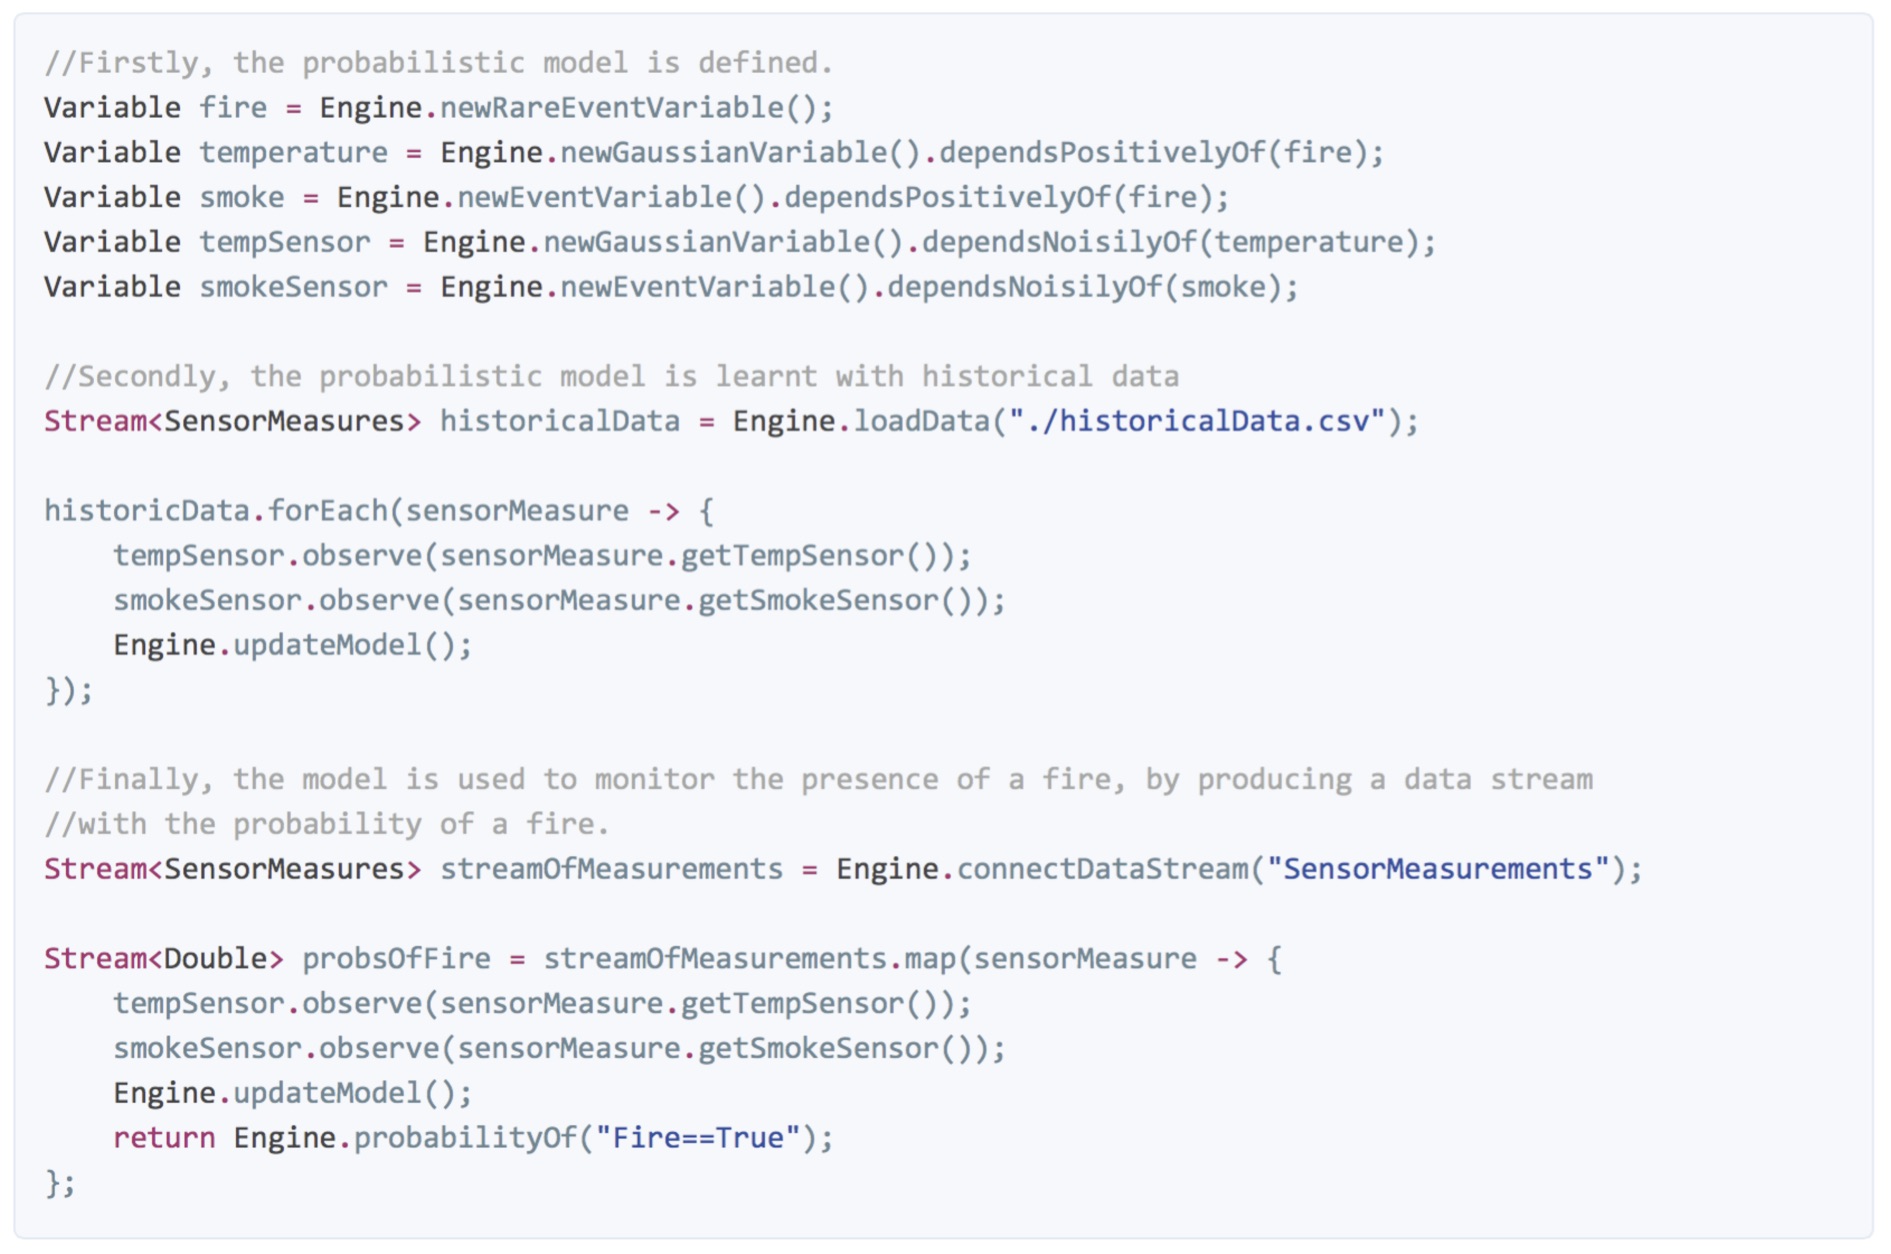 //Firstly, the probabilistic model is defined.
Variable fire = Engine.newRareEventVariable();
Variable temperature = Engine.newGaussianVariable().dependsPositivelyOf(fire);
Variable smoke = Engine.newEventVariable().dependsPositivelyOf(fire);
Variable tempSensor = Engine.newGaussianVariable().dependsNoisilyOf(temperature);
Variable smokeSensor = Engine.newEventVariable().dependsNoisilyOf(smoke);
//Secondly, the probabilistic model is learnt with historical data
Stream<SensorMeasures> historicalData = Engine.loadData("./historicalData.csv");
historicData.forEach(sensorMeasure -> {
    tempSensor.observe(sensorMeasure.getTempSensor());
    smokeSensor.observe(sensorMeasure.getSmokeSensor());
    Engine.updateModel();
});
//Finally, the model is used to monitor the presence of a fire, by producing a data stream
//with the probability of a fire.
Stream<SensorMeasures> streamOfMeasurements = Engine.connectDataStream("SensorMeasurements");
Stream<Double> probsOfFire = streamOfMeasurements.map(sensorMeasure -> {
    tempSensor.observe(sensorMeasure.getTempSensor());
    smokeSensor.observe(sensorMeasure.getSmokeSensor());
    Engine.updateModel();
    return Engine.probabilityOf("Fire==True");
};